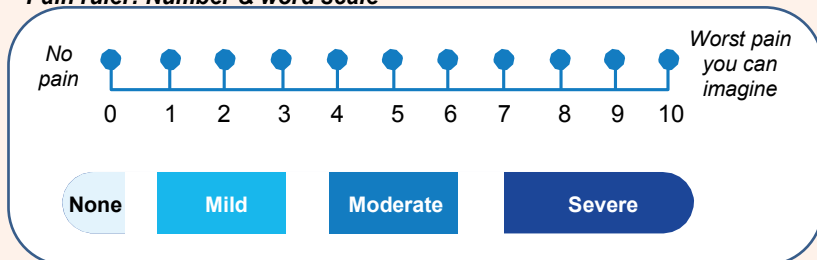 Pain ruler: Number & word scale
No pain
Worst pain you can imagine
0 1 2 3 4 5 6 7 8 9 10
None Mild Moderate Severe